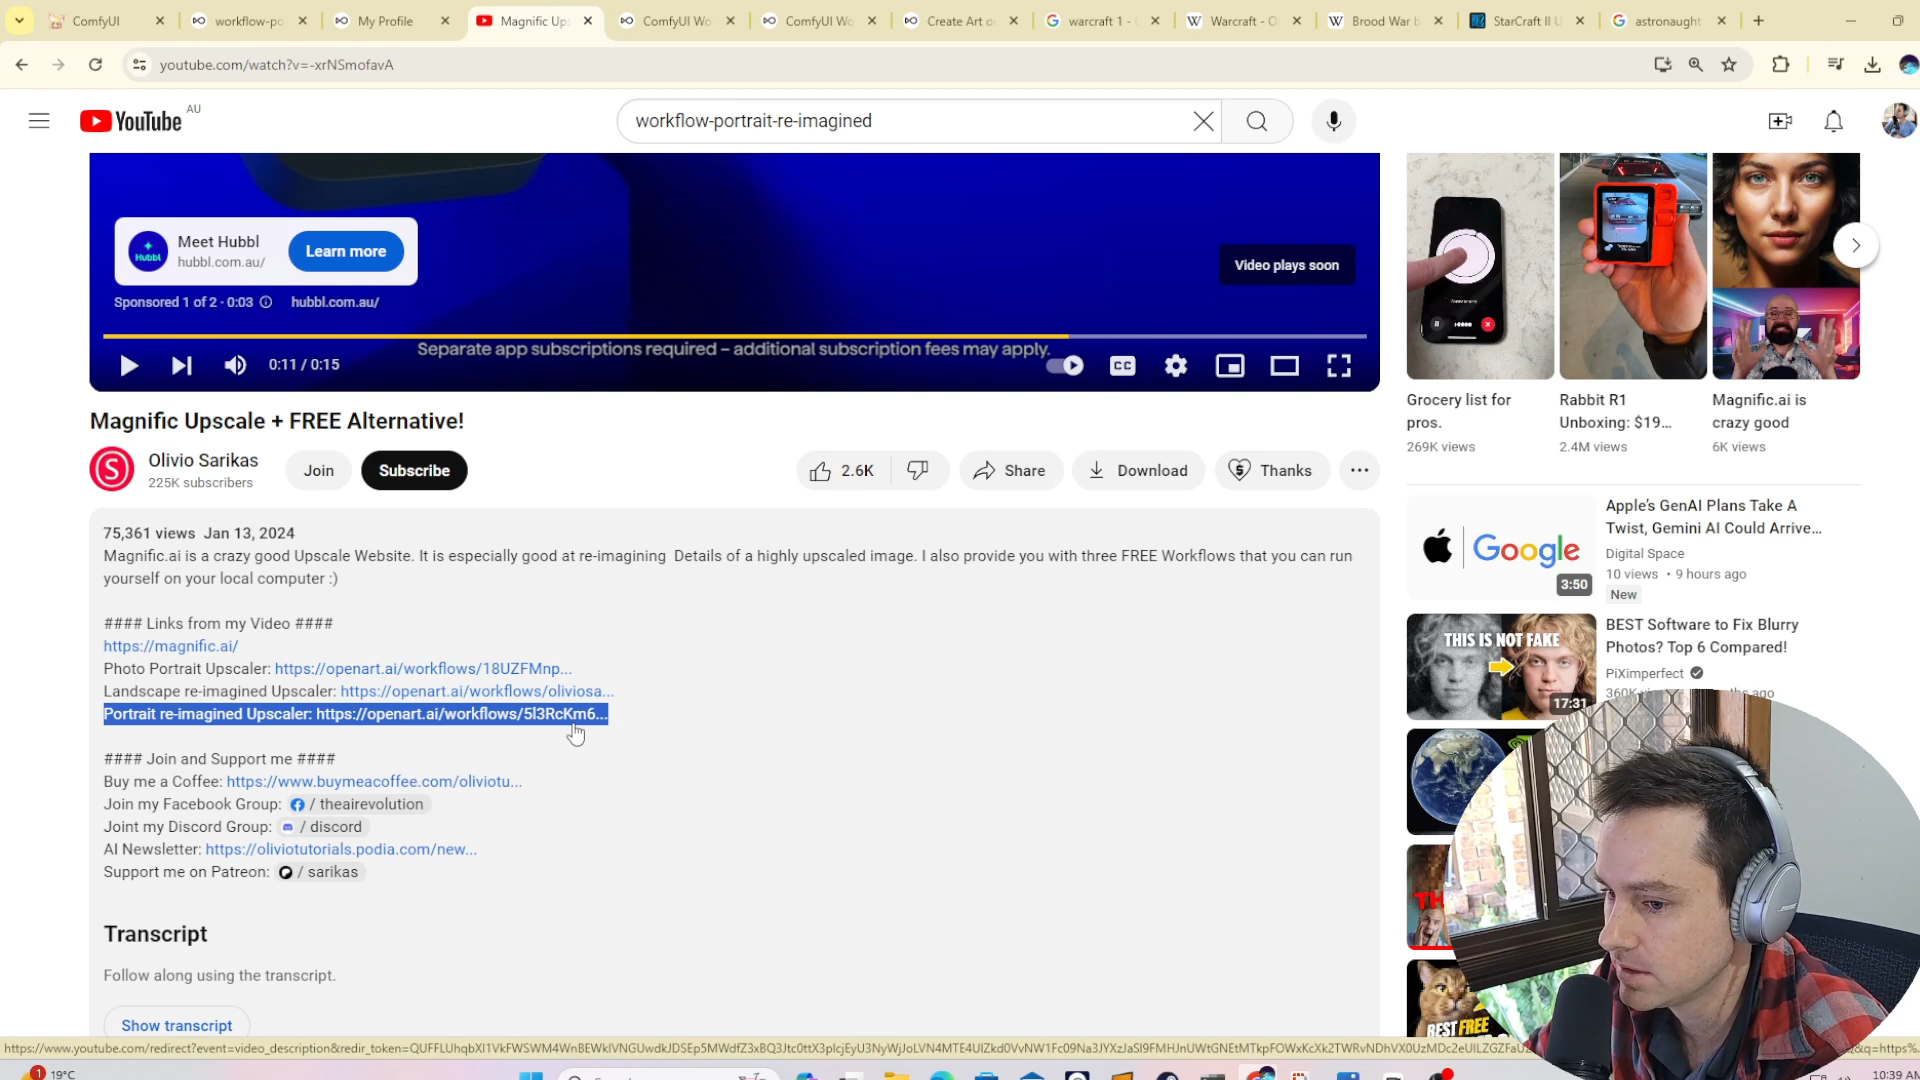 ComfyUI
workflow-po
My Profile
Magnific Ups
ComfyUI Wo
ComfyUI Wo
Create Art o
warcraft 1 -
Warcraft - O
Brood War b
StarCraft II U
astronaught
youtube.com/watch?v=-xrNSmofavA
YouTube AU
workflow-portrait-re-imagined
Meet Hubbl
hubbl.com.au/
Learn more
Hubbl
Video plays soon
Sponsored 1 of 2 · 0:03 hubbl.com.au/
Separate app subscriptions required – additional subscription fees may apply.
0:11 / 0:15
CC
Magnific Upscale + FREE Alternative!
Olivio Sarikas
225K subscribers
Join
Subscribe
2.6K
Share
Download
Thanks
75,361 views Jan 13, 2024
Magnific.ai is a crazy good Upscale Website. It is especially good at re-imagining Details of a highly upscaled image. I also provide you with three FREE Workflows that you can run
yourself on your local computer :)
#### Links from my Video ####
https://magnific.ai/
Photo Portrait Upscaler: https://openart.ai/workflows/18UZFMnp...
Landscape re-imagined Upscaler: https://openart.ai/workflows/oliviosa...
Portrait re-imagined Upscaler: https://openart.ai/workflows/5l3RcKm6...
#### Join and Support me ####
Buy me a Coffee: https://www.buymeacoffee.com/oliviotu...
Join my Facebook Group: / theairevolution
Joint my Discord Group: / discord
AI Newsletter: https://oliviotutorials.podia.com/new...
Support me on Patreon: / sarikas
Transcript
Follow along using the transcript.
Show transcript
Grocery list for
pros.
269K views
Rabbit R1
Unboxing: $19...
2.4M views
Magnific.ai is
crazy good
6K views
Google
3:50
Apple's GenAI Plans Take A
Twist, Gemini AI Could Arrive...
Digital Space
10 views • 9 hours ago
New
THIS IS NOT FAKE
17:31
BEST Software to Fix Blurry
Photos? Top 6 Compared!
PiXimperfect
360K
ago
BEST FREE
1
19°C
10:39 AM